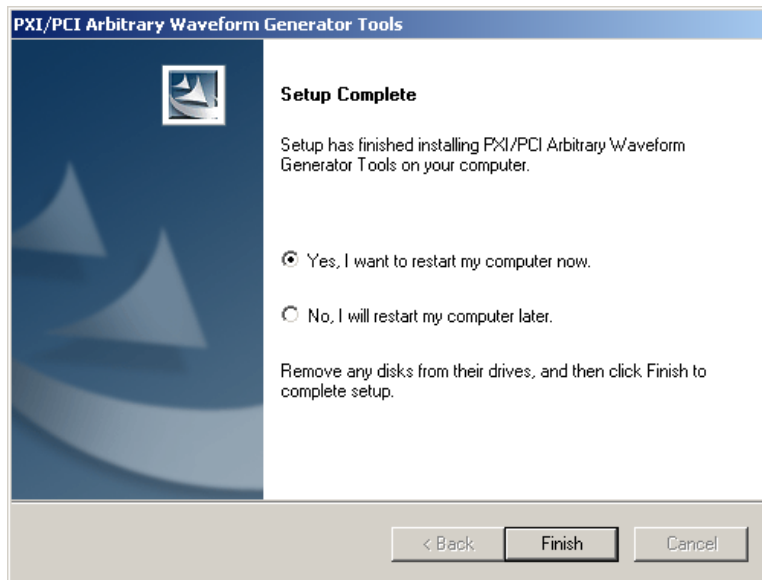 PXI/PCI Arbitrary Waveform Generator Tools
Setup Complete
Setup has finished installing PXI/PCI Arbitrary Waveform
Generator Tools on your computer.
Yes, I want to restart my computer now.
No, I will restart my computer later.
Remove any disks from their drives, and then click Finish to
complete setup.
< Back
Finish
Cancel